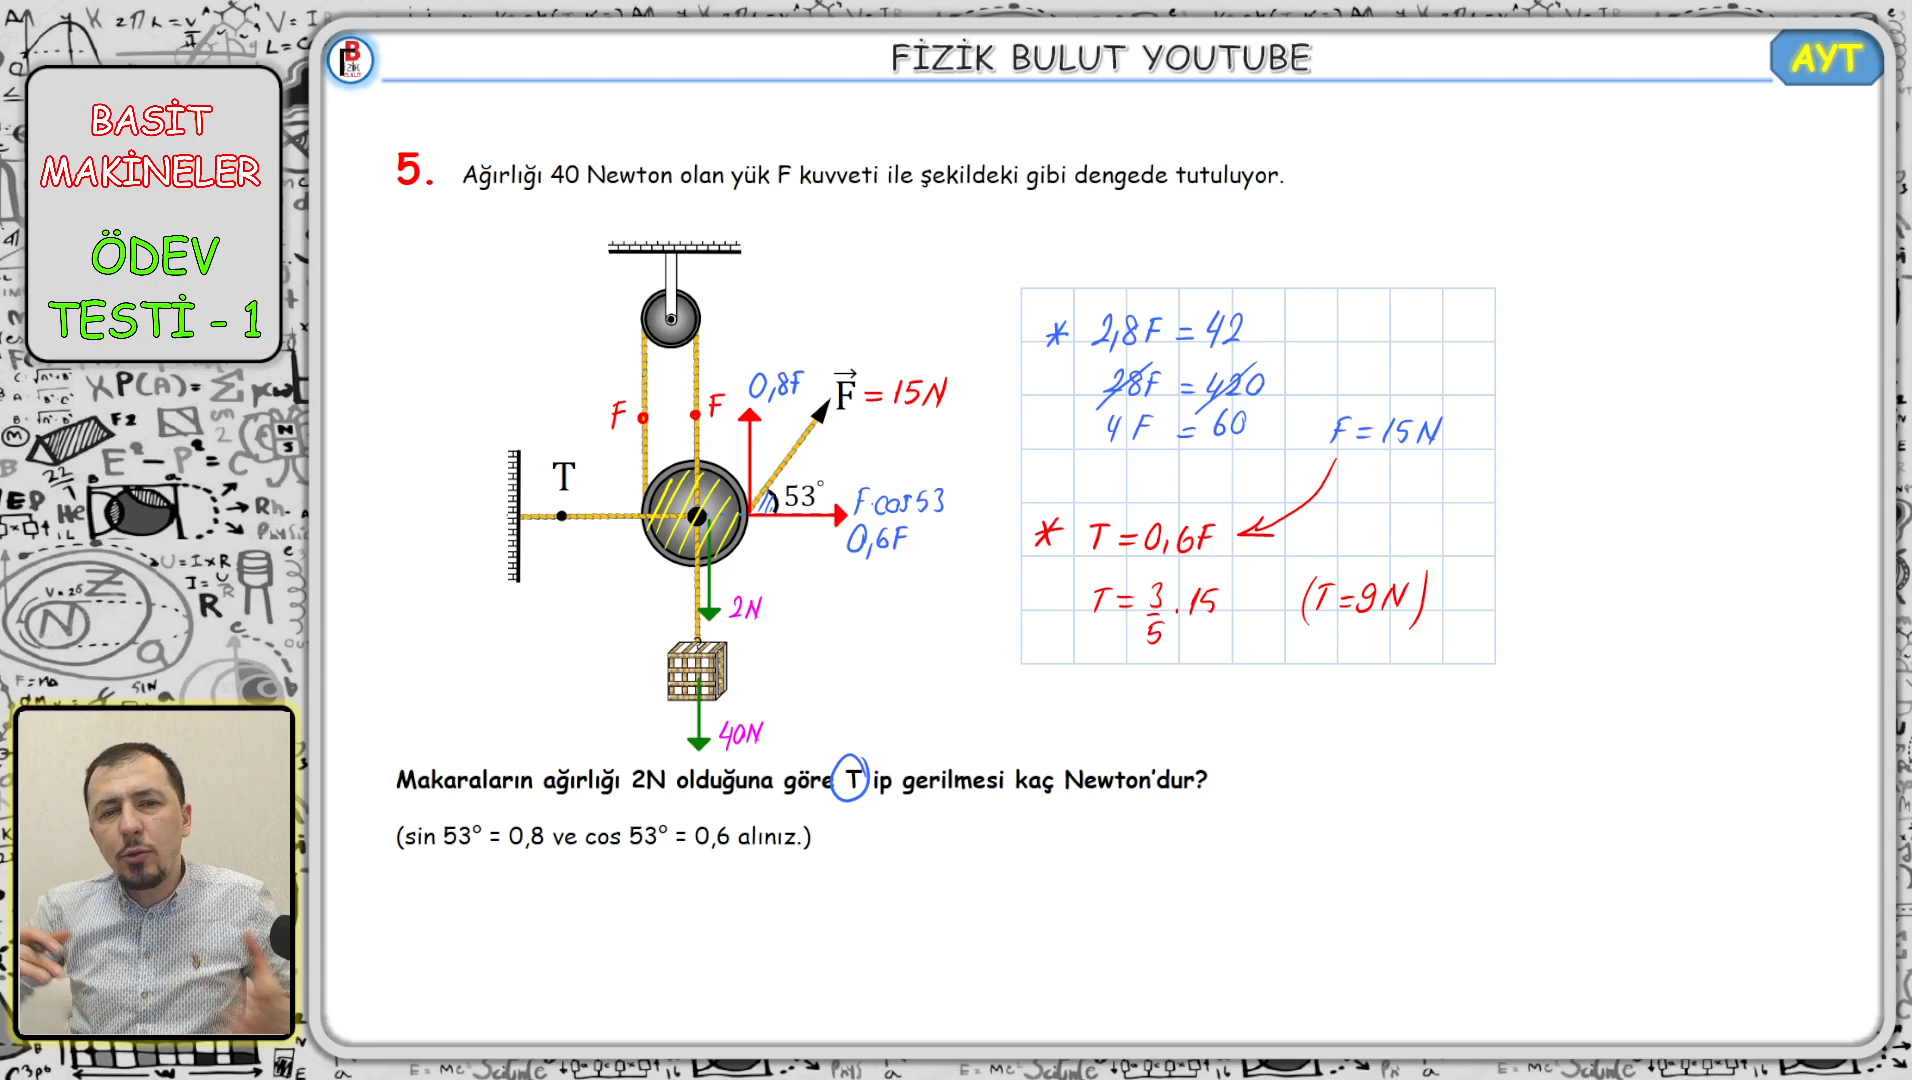 FİZİK BULUT YOUTUBE
AYT
BASİT
MAKİNELER
ÖDEV
TESTİ - 1
5. Ağırlığı 40 Newton olan yük F kuvveti ile şekildeki gibi dengede tutuluyor.
0,8F
F = 15N
F
F
T
53°
F·cos53
0,6F
2N
40N
* 2,8F = 42
28F = 420
4F = 60
F = 15N
* T = 0,6F
T = 3/5 . 15
(T = 9N)
Makaraların ağırlığı 2N olduğuna göre T ip gerilmesi kaç Newton'dur?
(sin 53° = 0,8 ve cos 53° = 0,6 alınız.)